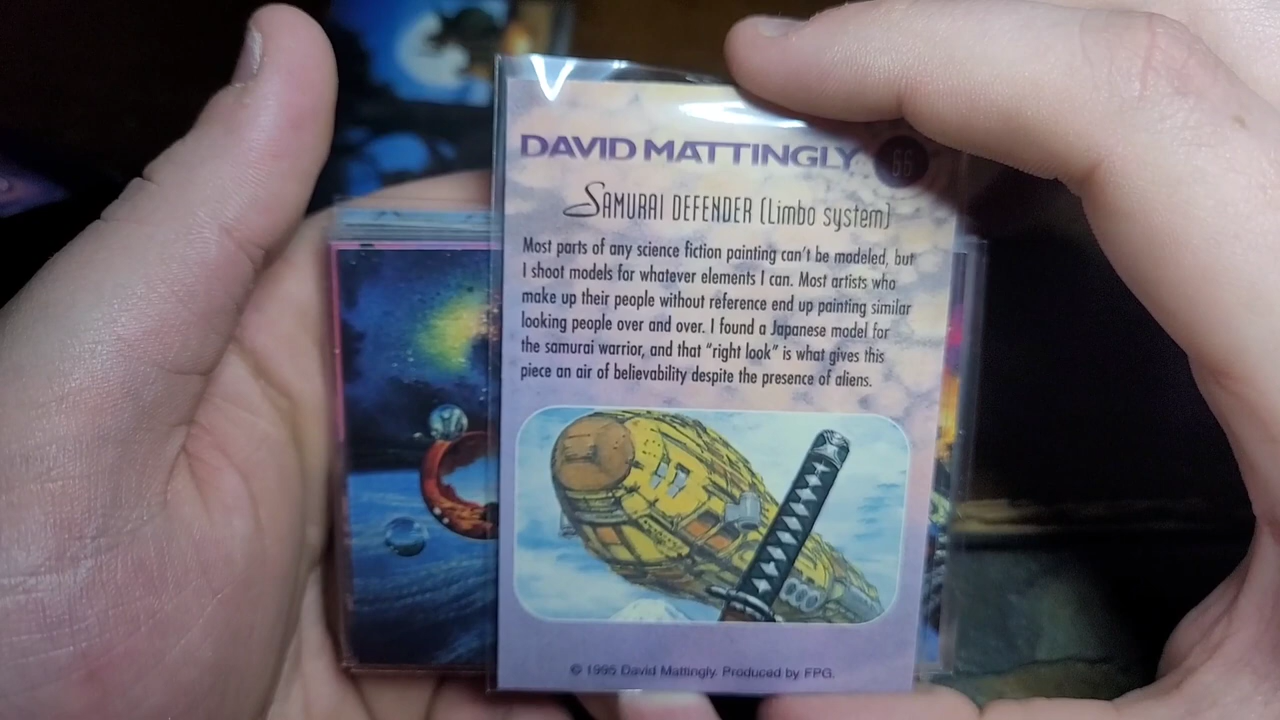 DAVID MATTINGLY 66
SAMURAI DEFENDER (Limbo system)
Most parts of any science fiction painting can't be modeled, but
I shoot models for whatever elements I can. Most artists who
make up their people without reference end up painting similar
looking people over and over. I found a Japanese model for
the samurai warrior, and that "right look" is what gives this
piece an air of believability despite the presence of aliens.
© 1995 David Mattingly. Produced by FPG.